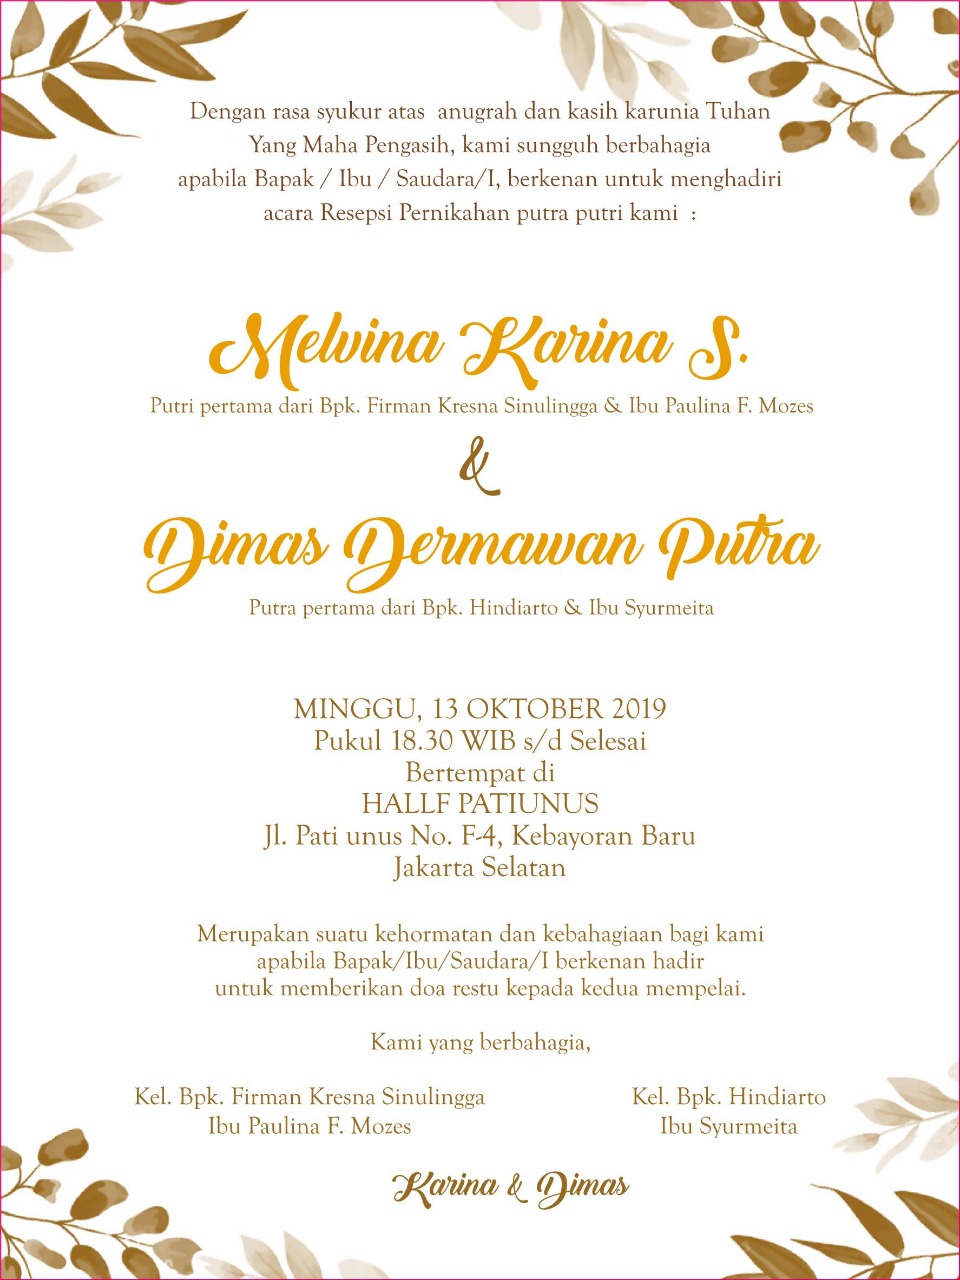 Dengan rasa syukur atas  anugrah dan kasih karunia Tuhan
Yang Maha Pengasih, kami sungguh berbahagia
apabila Bapak / Ibu / Saudara/I, berkenan untuk menghadiri
acara Resepsi Pernikahan putra putri kami  :
Melvina Karina S.
Putri pertama dari Bpk. Firman Kresna Sinulingga & Ibu Paulina F. Mozes
&
Dimas Dermawan Putra
Putra pertama dari Bpk. Hindiarto & Ibu Syurmeita
MINGGU, 13 OKTOBER 2019
Pukul 18.30 WIB s/d Selesai
Bertempat di
HALLF PATIUNUS
Jl. Pati unus No. F-4, Kebayoran Baru
Jakarta Selatan
Merupakan suatu kehormatan dan kebahagiaan bagi kami
apabila Bapak/Ibu/Saudara/I berkenan hadir
untuk memberikan doa restu kepada kedua mempelai.
Kami yang berbahagia,
Kel. Bpk. Firman Kresna Sinulingga
Ibu Paulina F. Mozes
Kel. Bpk. Hindiarto
Ibu Syurmeita
Karina & Dimas